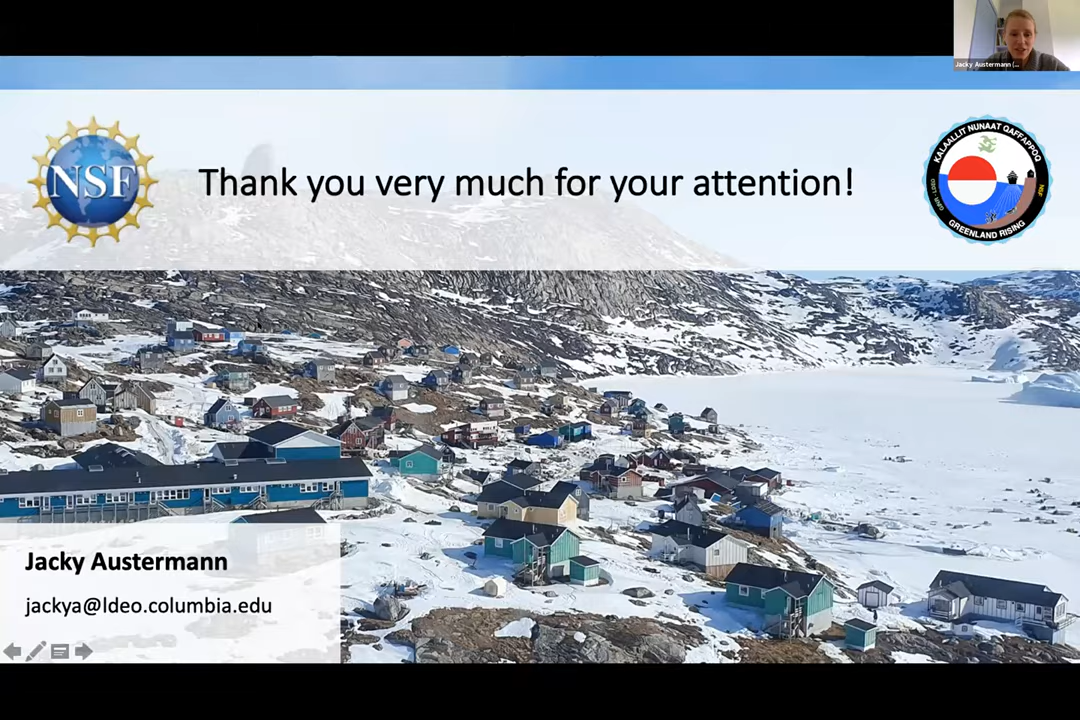 Jacky Austermann (...
NSF
Thank you very much for your attention!
KALAALLIT NUNAAT QAFFAPPOQ
NSF
GREENLAND RISING
Jacky Austermann
jackya@ldeo.columbia.edu